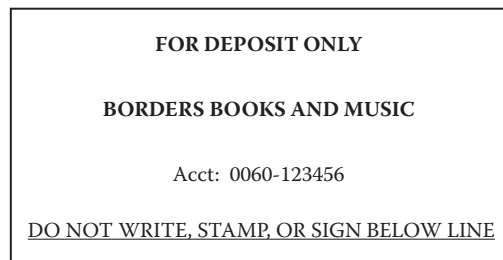 FOR DEPOSIT ONLY
BORDERS BOOKS AND MUSIC
Acct: 0060-123456
DO NOT WRITE, STAMP, OR SIGN BELOW LINE